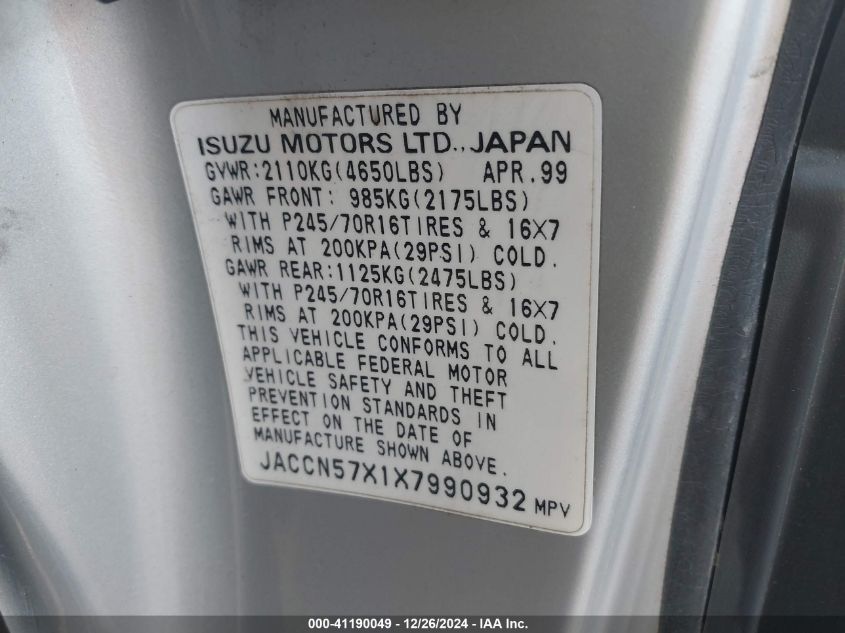 MANUFACTURED BY
ISUZU MOTORS LTD., JAPAN
GVWR:2110KG(4650LBS) APR.99
GAWR FRONT: 985KG(2175LBS)
WITH P245/70R16TIRES & 16X7
RIMS AT 200KPA(29PSI) COLD.
GAWR REAR:1125KG(2475LBS)
WITH P245/70R16TIRES & 16X7
RIMS AT 200KPA(29PSI) COLD.
THIS VEHICLE CONFORMS TO ALL
APPLICABLE FEDERAL MOTOR
VEHICLE SAFETY AND THEFT
PREVENTION STANDARDS IN
EFFECT ON THE DATE OF
MANUFACTURE SHOWN ABOVE.
JACCN57X1X7990932 MPV
000-41190049 - 12/26/2024 - IAA Inc.